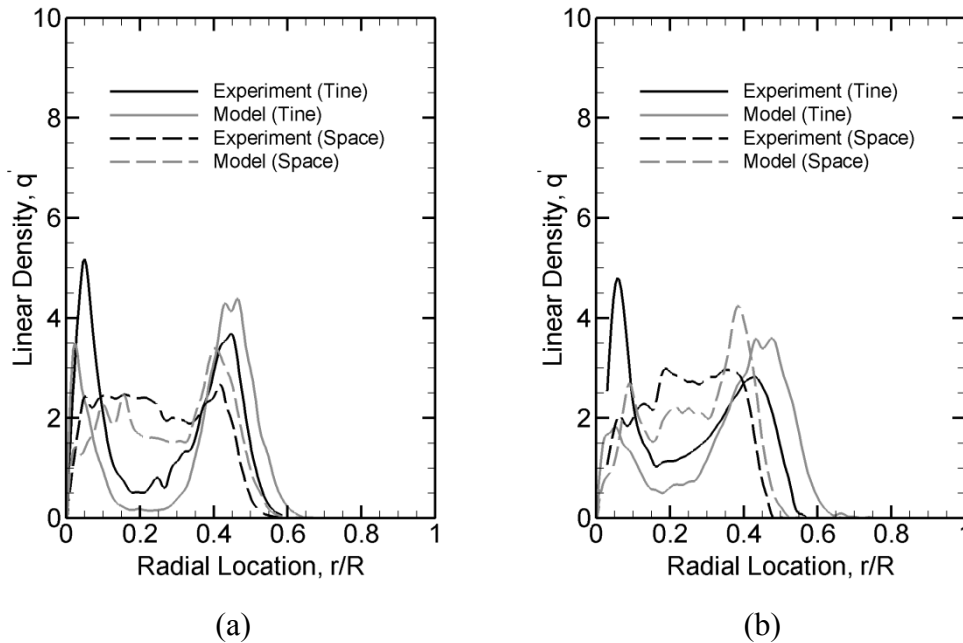 10
8
6
4
2
0
Linear Density, q'
Experiment (Tine)
Model (Tine)
Experiment (Space)
Model (Space)
0 0.2 0.4 0.6 0.8 1
Radial Location, r/R
(a)
10
8
6
4
2
0
Linear Density, q'
Experiment (Tine)
Model (Tine)
Experiment (Space)
Model (Space)
0 0.2 0.4 0.6 0.8 1
Radial Location, r/R
(b)